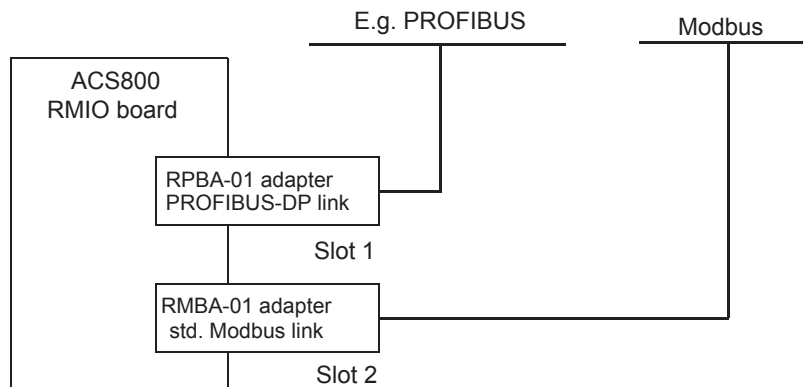 E.g. PROFIBUS
Modbus
ACS800
RMIO board
RPBA-01 adapter
PROFIBUS-DP link
Slot 1
RMBA-01 adapter
std. Modbus link
Slot 2